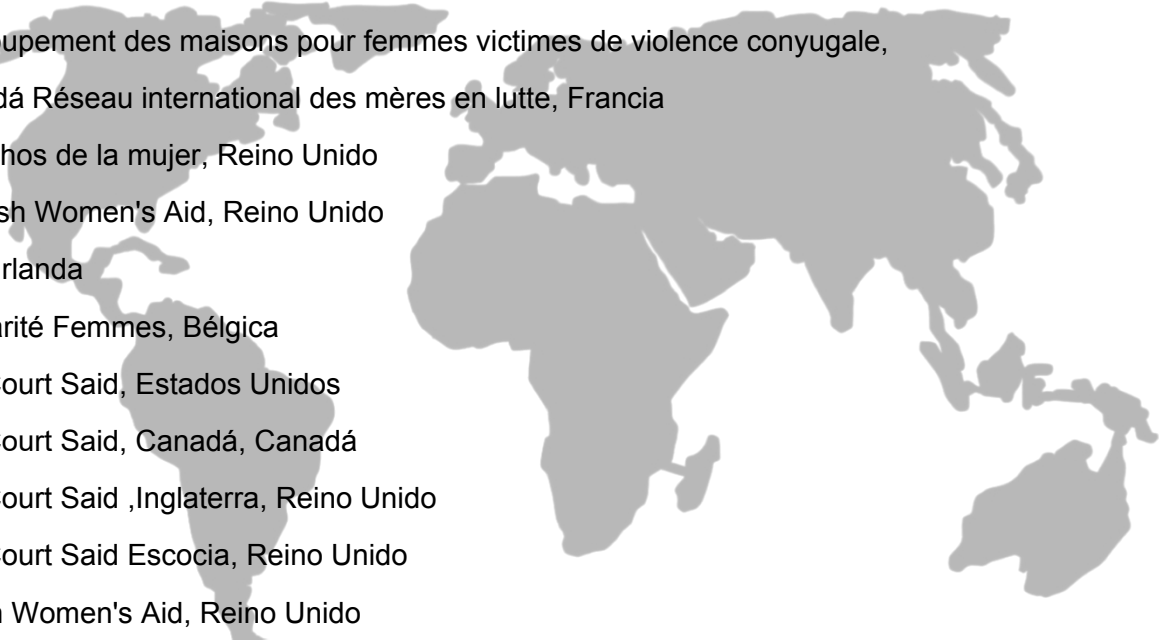 oupement des maisons pour femmes victimes de violence conyugale,
dá Réseau international des mères en lutte, Francia
hos de la mujer, Reino Unido
sh Women's Aid, Reino Unido
rlanda
arité Femmes, Bélgica
Court Said, Estados Unidos
Court Said, Canadá, Canadá
Court Said ,Inglaterra, Reino Unido
Court Said Escocia, Reino Unido
Women's Aid, Reino Unido